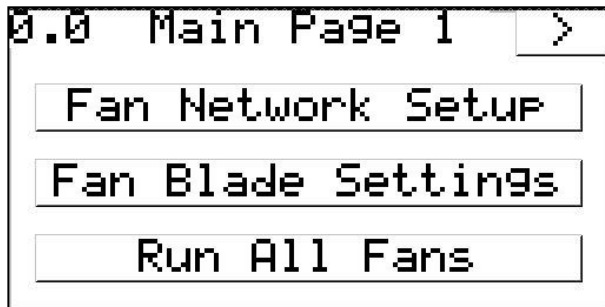 0.0 Main Page 1 >
Fan Network Setup
Fan Blade Settings
Run All Fans